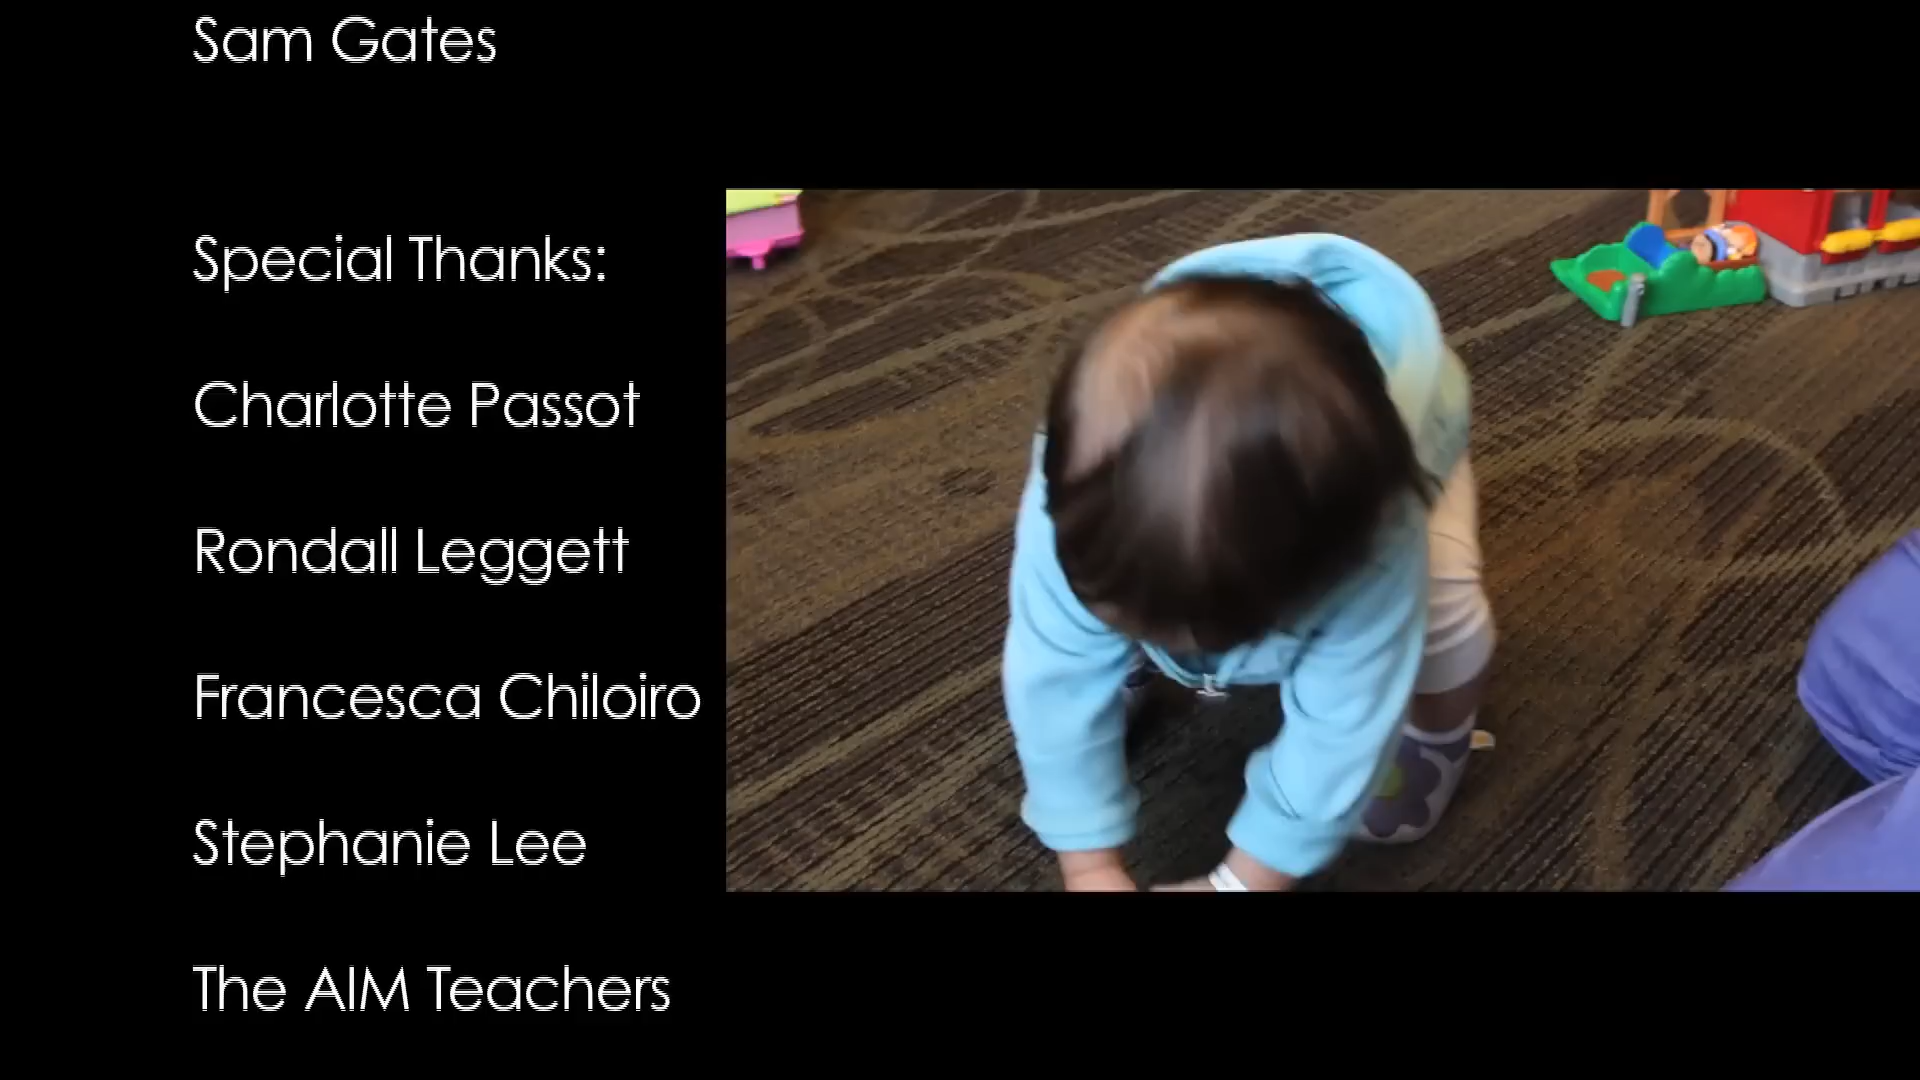 Sam Gates
Special Thanks:
Charlotte Passot
Rondall Leggett
Francesca Chiloiro
Stephanie Lee
The AIM Teachers